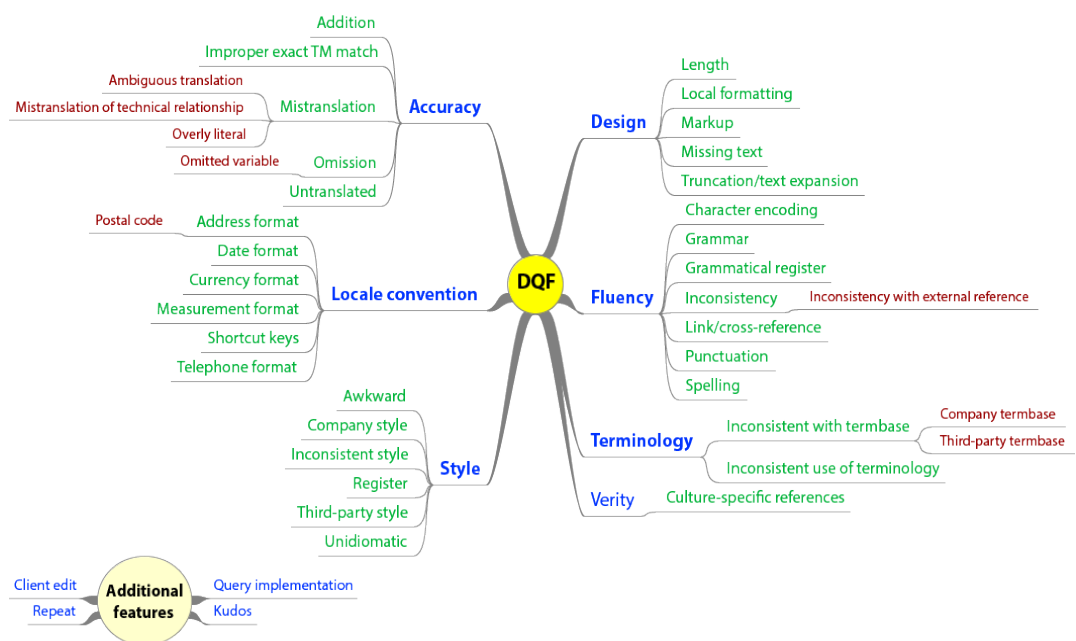 DQF
Accuracy
Addition
Improper exact TM match
Mistranslation
Ambiguous translation
Mistranslation of technical relationship
Overly literal
Omission
Omitted variable
Untranslated
Locale convention
Address format
Postal code
Date format
Currency format
Measurement format
Shortcut keys
Telephone format
Style
Awkward
Company style
Inconsistent style
Register
Third-party style
Unidiomatic
Design
Length
Local formatting
Markup
Missing text
Truncation/text expansion
Fluency
Character encoding
Grammar
Grammatical register
Inconsistency
Inconsistency with external reference
Link/cross-reference
Punctuation
Spelling
Terminology
Inconsistent with termbase
Company termbase
Third-party termbase
Inconsistent use of terminology
Verity
Culture-specific references
Additional
features
Client edit
Repeat
Query implementation
Kudos